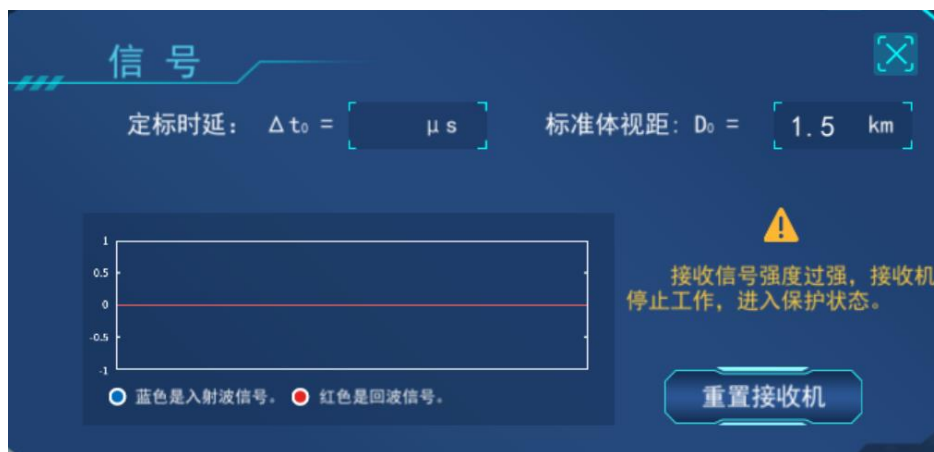 信号
定标时延: Δt₀ = μs 标准体视距: D₀ = 1.5 km
1
0.5
0
-0.5
-1
接收信号强度过强，接收机
停止工作，进入保护状态。
蓝色是入射波信号. 红色是回波信号.
重置接收机